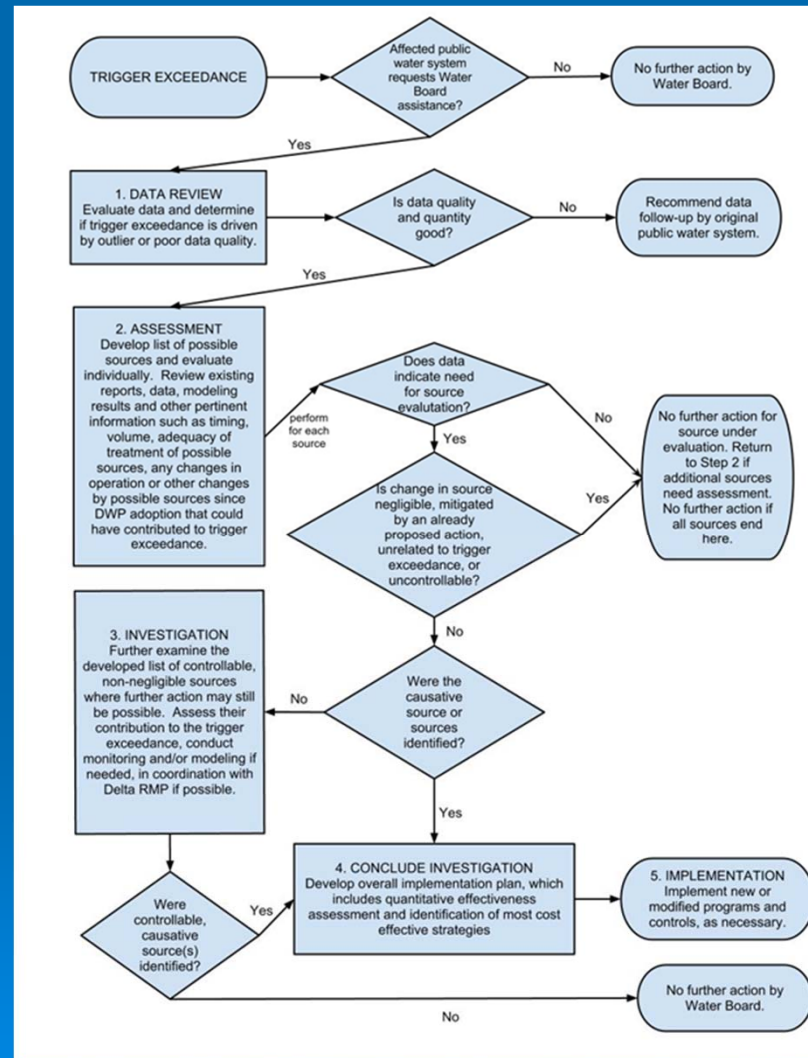 TRIGGER EXCEEDANCE
Affected public
water system
requests Water
Board
assistance?
No
No further action by
Water Board.
Yes
1. DATA REVIEW
Evaluate data and determine
if trigger exceedance is driven
by outlier or poor data quality.
Is data quality
and quantity
good?
No
Recommend data
follow-up by original
public water system.
Yes
2. ASSESSMENT
Develop list of possible
sources and evaluate
individually. Review existing
reports, data, modeling
results and other pertinent
information such as timing,
volume, adequacy of
treatment of possible
sources, any changes in
operation or other changes
by possible sources since
DWP adoption that could
have contributed to trigger
exceedance.
perform
for each
source
Does data
indicate need
for source
evalutation?
No
Yes
Is change in source
negligible, mitigated
by an already
proposed action,
unrelated to trigger
exceedance, or
uncontrollable?
Yes
No further action for
source under
evaluation. Return
to Step 2 if
additional sources
need assessment.
No further action if
all sources end
here.
No
Were the
causative
source or
sources
identified?
No
Yes
3. INVESTIGATION
Further examine the
developed list of controllable,
non-negligible sources
where further action may still
be possible. Assess their
contribution to the trigger
exceedance, conduct
monitoring and/or modeling if
needed, in coordination with
Delta RMP if possible.
Were
controllable,
causative
source(s)
identified?
Yes
4. CONCLUDE INVESTIGATION
Develop overall implementation plan, which
includes quantitative effectiveness
assessment and identification of most cost
effective strategies
5. IMPLEMENTATION
Implement new or
modified programs and
controls, as necessary.
No
No further action by
Water Board.